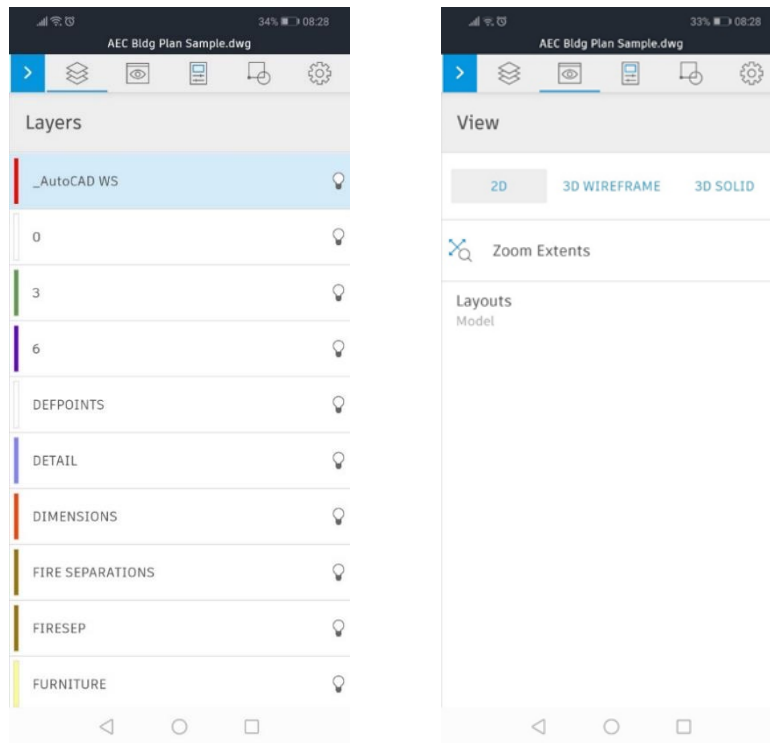 34% 08:28
AEC Bldg Plan Sample.dwg
Layers
_AutoCAD WS
0
3
6
DEFPOINTS
DETAIL
DIMENSIONS
FIRE SEPARATIONS
FIRESEP
FURNITURE
33% 08:28
AEC Bldg Plan Sample.dwg
View
2D 3D WIREFRAME 3D SOLID
Zoom Extents
Layouts
Model